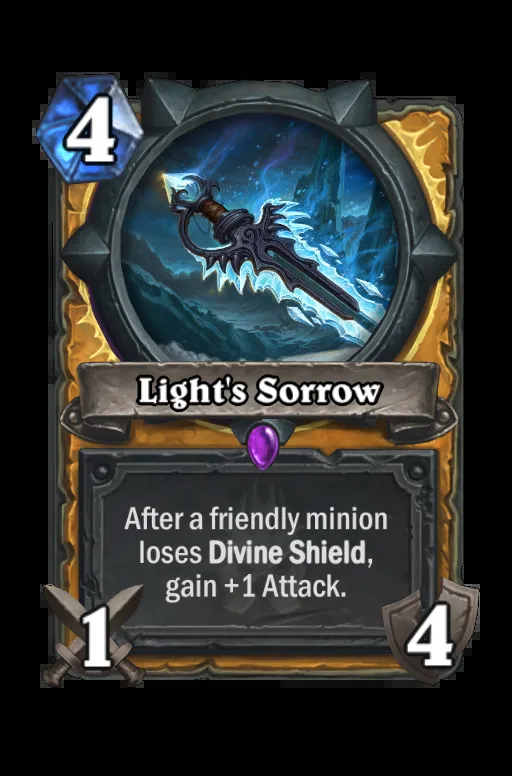 4
Light's Sorrow
After a friendly minion
loses Divine Shield,
gain +1 Attack.
1
4